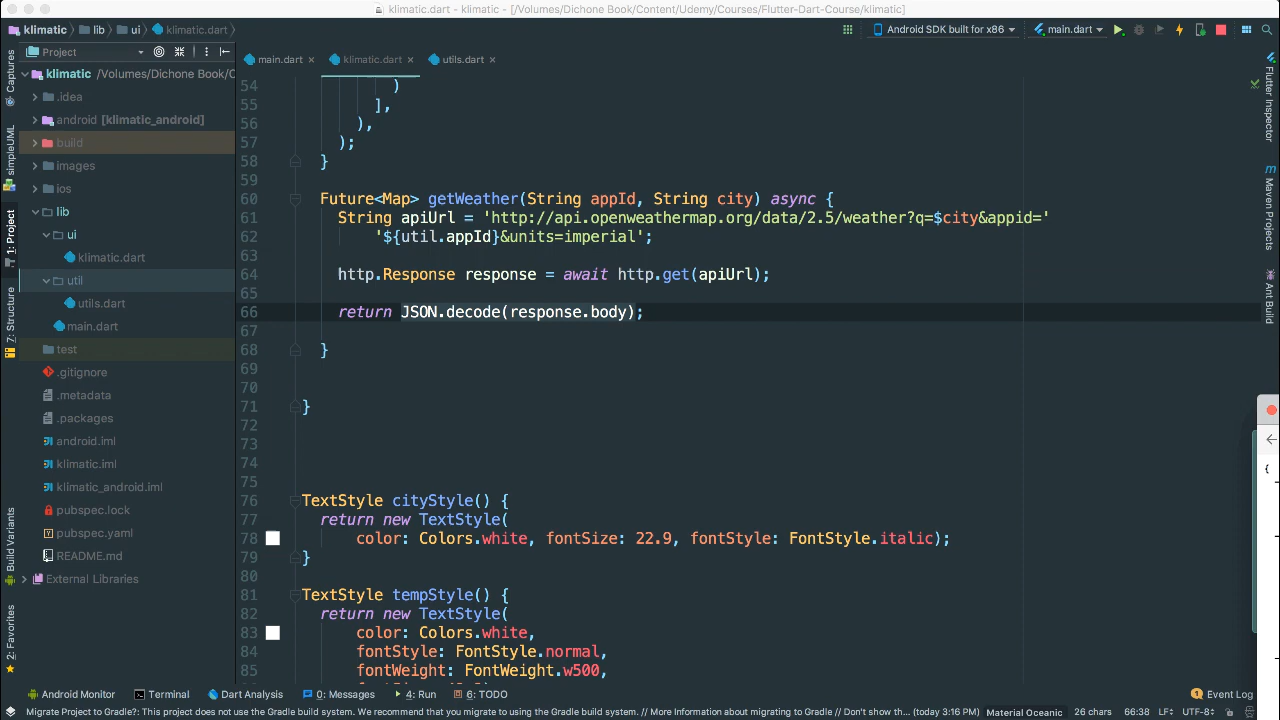 klimatic.dart - klimatic - [/Volumes/Dichone Book/Content/Udemy/Courses/Flutter-Dart-Course/klimatic]
klimatic lib ui klimatic.dart Android SDK built for x86 main.dart
Project
main.dart klimatic.dart utils.dart
klimatic /Volumes/Dichone Book/C
.idea
android [klimatic_android]
build
images
ios
lib
ui
klimatic.dart
util
utils.dart
main.dart
test
.gitignore
.metadata
.packages
android.iml
klimatic.iml
klimatic_android.iml
pubspec.lock
pubspec.yaml
README.md
External Libraries
Captures
simpleUML
1: Project
7: Structure
Build Variants
2: Favorites
54 )
55 ],
56 ),
57 );
58 }
59
60 Future<Map> getWeather(String appId, String city) async {
61 String apiUrl = 'http://api.openweathermap.org/data/2.5/weather?q=$city&appid='
62 '${util.appId}&units=imperial';
63
64 http.Response response = await http.get(apiUrl);
65
66 return JSON.decode(response.body);
67
68 }
69
70
71 }
72
73
74
75
76 TextStyle cityStyle() {
77 return new TextStyle(
78 color: Colors.white, fontSize: 22.9, fontStyle: FontStyle.italic);
79 }
80
81 TextStyle tempStyle() {
82 return new TextStyle(
83 color: Colors.white,
84 fontStyle: FontStyle.normal,
85 fontWeight: FontWeight.w500,
Flutter Inspector
Maven Projects
Ant Build
{
Android Monitor Terminal Dart Analysis 0: Messages 4: Run 6: TODO 1 Event Log
Migrate Project to Gradle?: This project does not use the Gradle build system. We recommend that you migrate to using the Gradle build system. // More Information about migrating to Gradle // Don't show the... (today 3:16 PM) Material Oceanic 26 chars 66:38 LF UTF-8